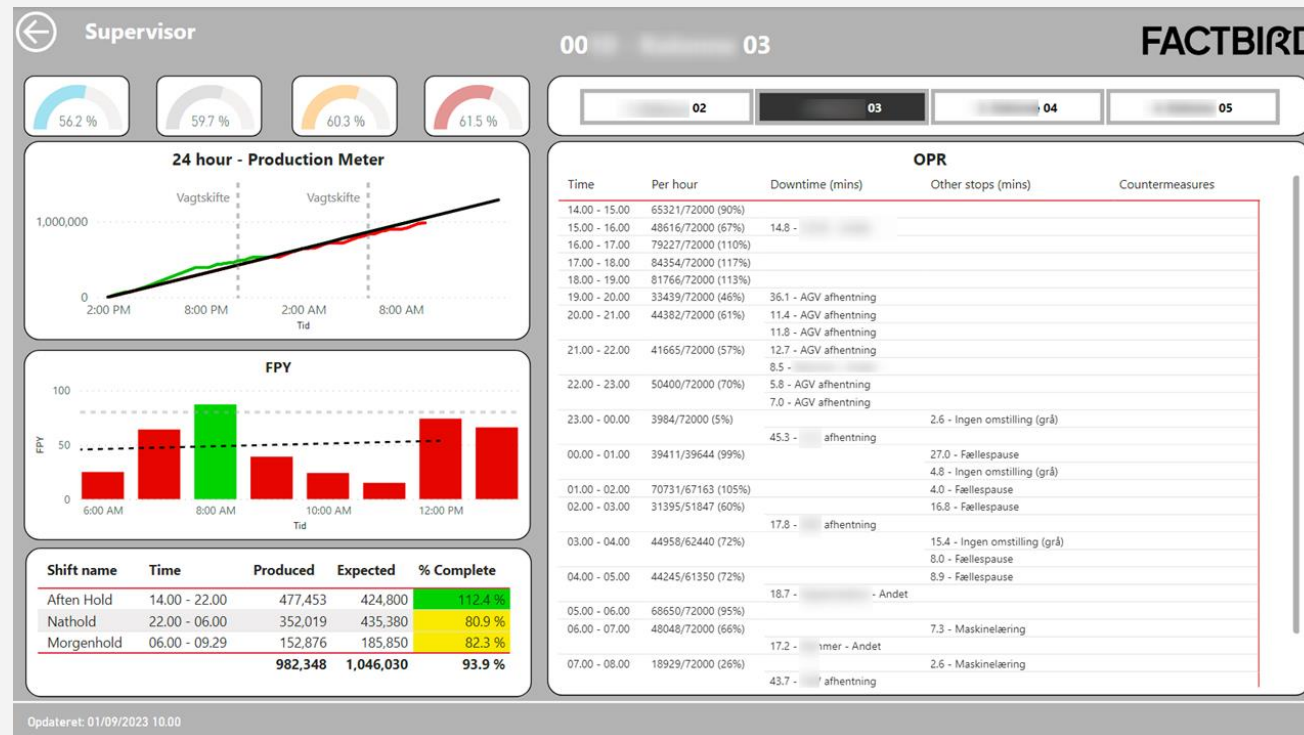 Supervisor
00 03
FACTBIRD
56.2 %
59.7 %
60.3 %
61.5 %
02
03
04
05
24 hour - Production Meter
Vagtskifte
Vagtskifte
1,000,000
0
2:00 PM
8:00 PM
2:00 AM
8:00 AM
Tid
FPY
100
50
0
FPY
6:00 AM
8:00 AM
10:00 AM
12:00 PM
Tid
Shift name Time Produced Expected % Complete
Aften Hold 14.00 - 22.00 477,453 424,800 112.4 %
Nathold 22.00 - 06.00 352,019 435,380 80.9 %
Morgenhold 06.00 - 09.29 152,876 185,850 82.3 %
982,348 1,046,030 93.9 %
OPR
Time Per hour Downtime (mins) Other stops (mins) Countermeasures
14.00 - 15.00 65321/72000 (90%)
15.00 - 16.00 48616/72000 (67%) 14.8 -
16.00 - 17.00 79227/72000 (110%)
17.00 - 18.00 84354/72000 (117%)
18.00 - 19.00 81766/72000 (113%)
19.00 - 20.00 33439/72000 (46%) 36.1 - AGV afhentning
20.00 - 21.00 44382/72000 (61%) 11.4 - AGV afhentning
11.8 - AGV afhentning
21.00 - 22.00 41665/72000 (57%) 12.7 - AGV afhentning
8.5 -
22.00 - 23.00 50400/72000 (70%) 5.8 - AGV afhentning
7.0 - AGV afhentning
23.00 - 00.00 3984/72000 (5%) 2.6 - Ingen omstilling (grå)
45.3 - afhentning
00.00 - 01.00 39411/39644 (99%) 27.0 - Fællespause
4.8 - Ingen omstilling (grå)
01.00 - 02.00 70731/67163 (105%) 4.0 - Fællespause
02.00 - 03.00 31395/51847 (60%) 16.8 - Fællespause
17.8 - afhentning
03.00 - 04.00 44958/62440 (72%) 15.4 - Ingen omstilling (grå)
8.0 - Fællespause
04.00 - 05.00 44245/61350 (72%) 8.9 - Fællespause
18.7 - - Andet
05.00 - 06.00 68650/72000 (95%)
06.00 - 07.00 48048/72000 (66%) 7.3 - Maskinelæring
17.2 - - Andet
07.00 - 08.00 18929/72000 (26%) 2.6 - Maskinelæring
43.7 - afhentning
Opdateret: 01/09/2023 10.00